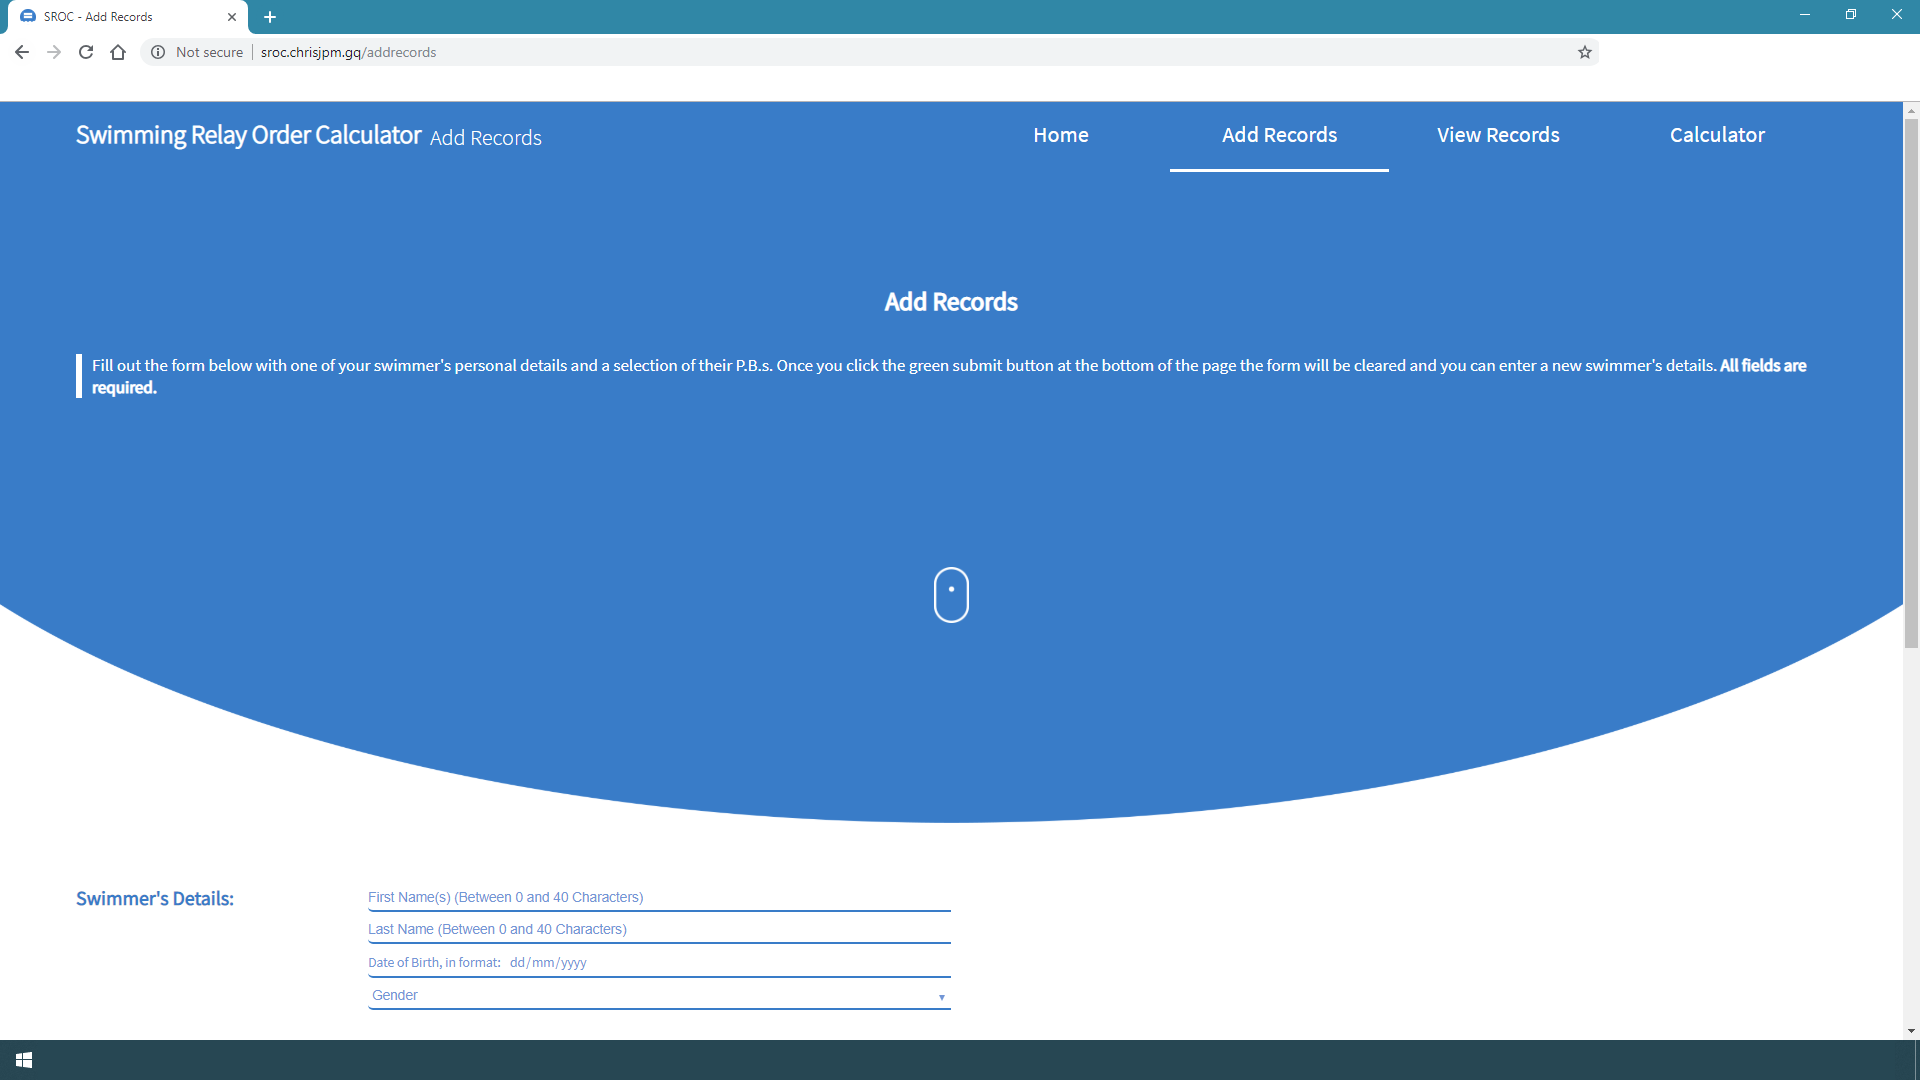 SROC - Add Records
Not secure
sroc.chrisjpm.gq/addrecords
Swimming Relay Order Calculator Add Records
Home
Add Records
View Records
Calculator
Add Records
Fill out the form below with one of your swimmer's personal details and a selection of their P.B.s. Once you click the green submit button at the bottom of the page the form will be cleared and you can enter a new swimmer's details. All fields are
required.
Swimmer's Details:
First Name(s) (Between 0 and 40 Characters)
Last Name (Between 0 and 40 Characters)
Date of Birth, in format: dd/mm/yyyy
Gender